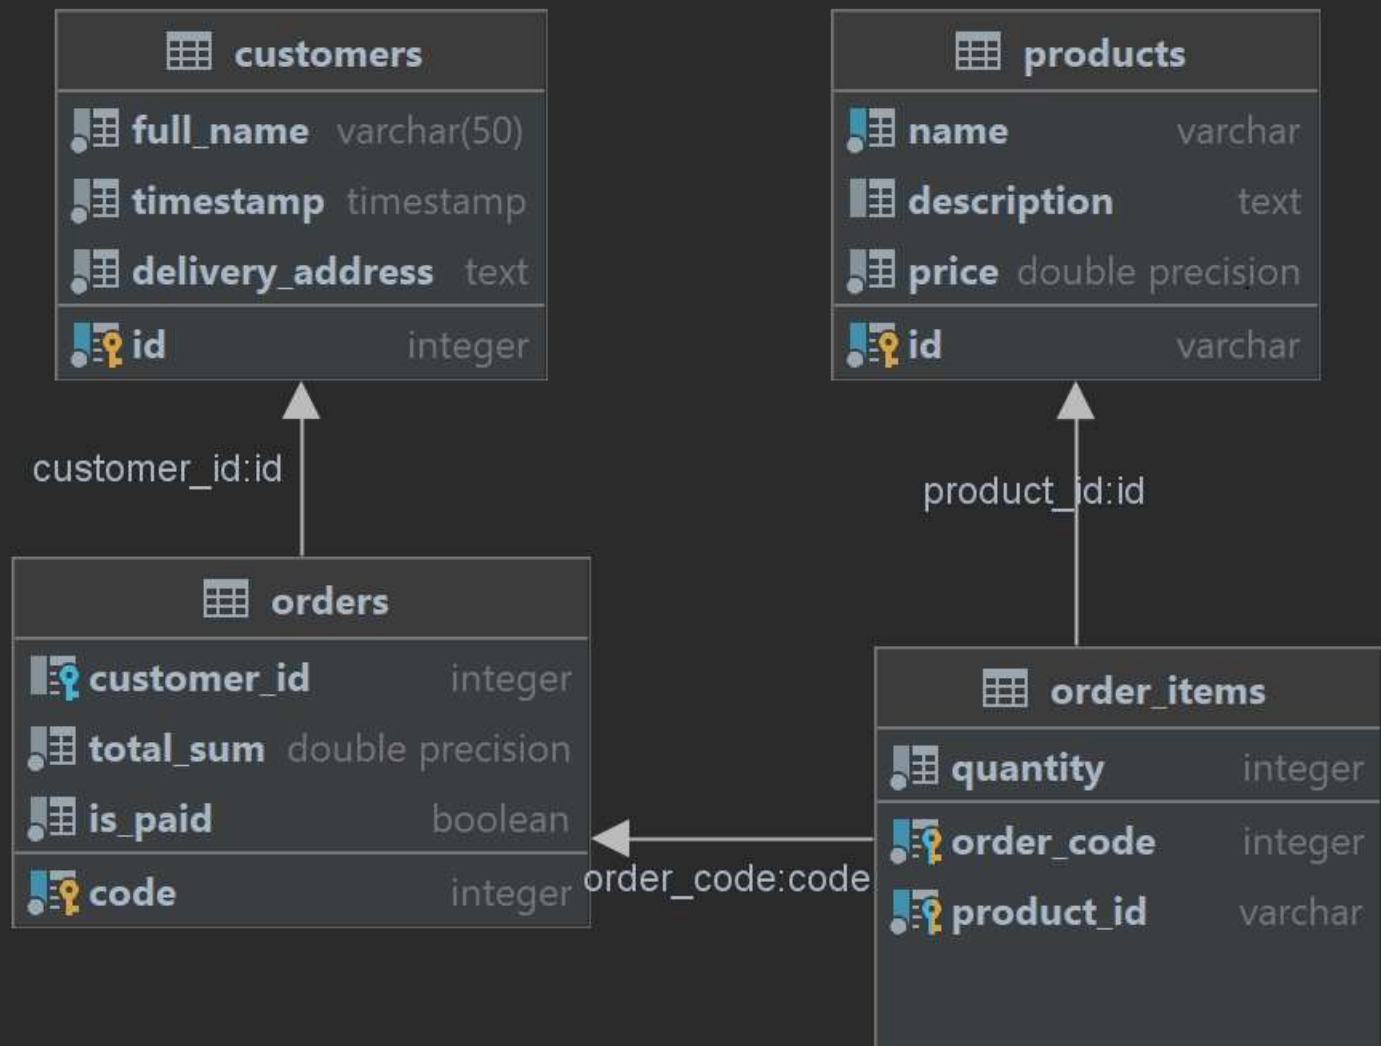 customers
full_name varchar(50)
timestamp timestamp
delivery_address text
id integer
products
name varchar
description text
price double precision
id varchar
customer_id:id
product_id:id
orders
customer_id integer
total_sum double precision
is_paid boolean
code integer
order_code:code
order_items
quantity integer
order_code integer
product_id varchar